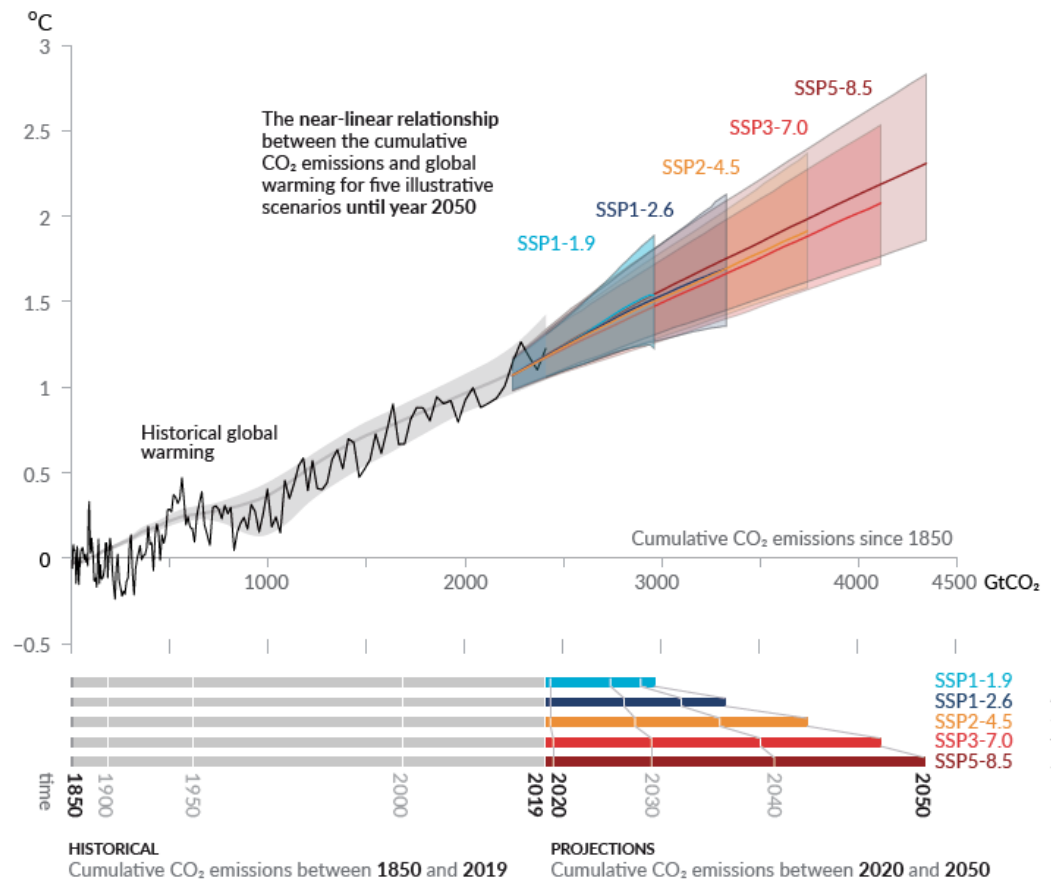 °C
3
SSP5-8.5
The near-linear relationship
between the cumulative
CO₂ emissions and global
warming for five illustrative
scenarios until year 2050
2.5
SSP3-7.0
SSP2-4.5
2
SSP1-2.6
SSP1-1.9
1.5
1
Historical global
warming
0.5
Cumulative CO₂ emissions since 1850
0
1000
2000
3000
4000
4500 GtCO₂
−0.5
SSP1-1.9
SSP1-2.6
SSP2-4.5
SSP3-7.0
SSP5-8.5
time
1850
1900
1950
2000
2019
2020
2030
2040
2050
HISTORICAL
Cumulative CO₂ emissions between 1850 and 2019
PROJECTIONS
Cumulative CO₂ emissions between 2020 and 2050